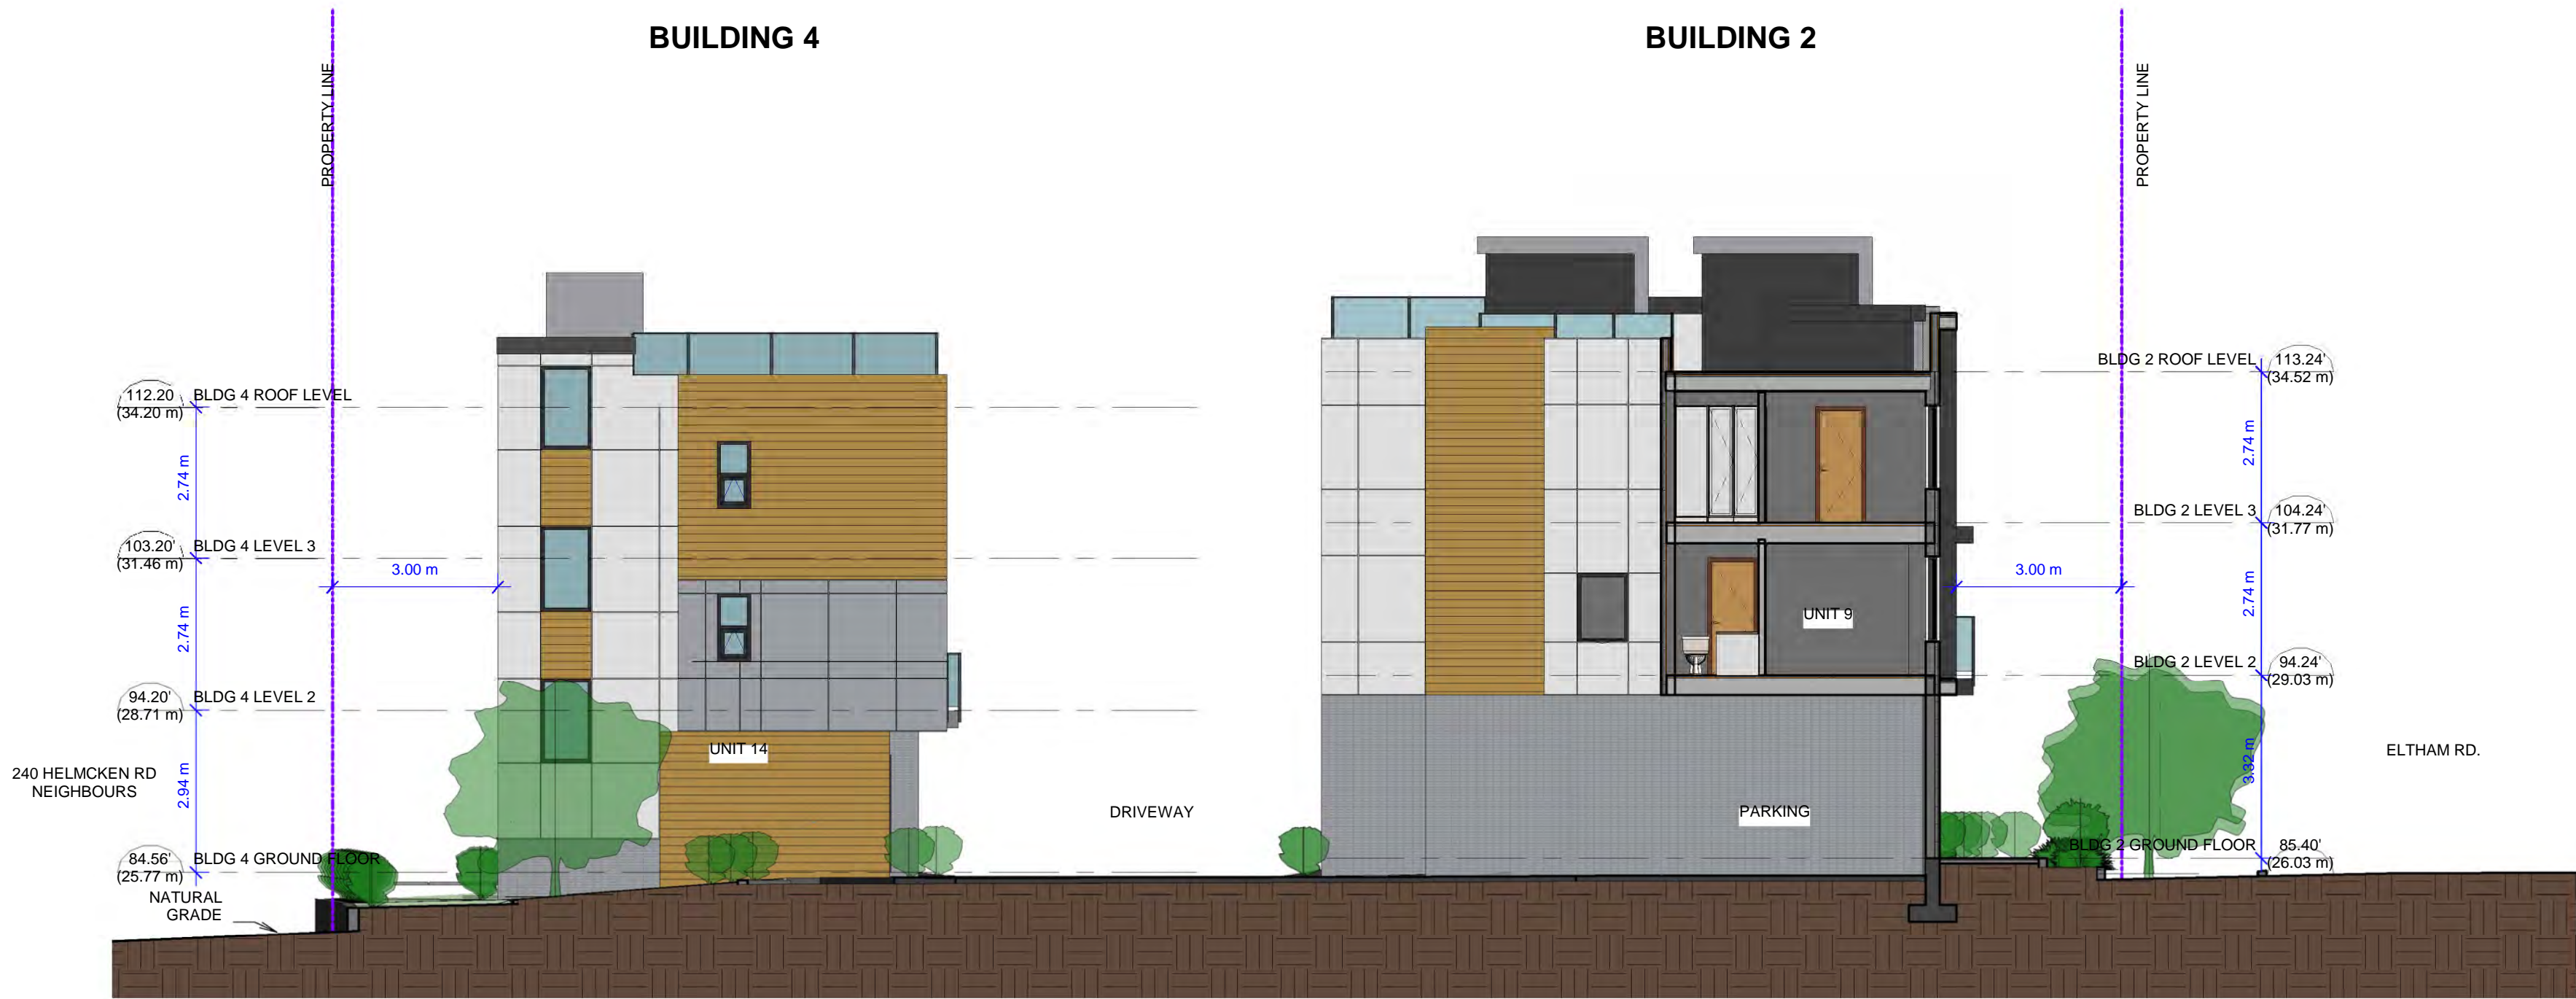 BUILDING 4
BUILDING 2
PROPERTY LINE
PROPERTY LINE
112.20
(34.20 m)
BLDG 4 ROOF LEVEL
2.74 m
103.20'
(31.46 m)
BLDG 4 LEVEL 3
3.00 m
2.74 m
94.20'
(28.71 m)
BLDG 4 LEVEL 2
240 HELMCKEN RD
NEIGHBOURS
2.94 m
84.56'
(25.77 m)
BLDG 4 GROUND FLOOR
NATURAL
GRADE
UNIT 14
DRIVEWAY
UNIT 9
PARKING
BLDG 2 ROOF LEVEL
113.24'
(34.52 m)
2.74 m
BLDG 2 LEVEL 3
104.24'
(31.77 m)
3.00 m
2.74 m
BLDG 2 LEVEL 2
94.24'
(29.03 m)
3.32 m
ELTHAM RD.
BLDG 2 GROUND FLOOR
85.40'
(26.03 m)